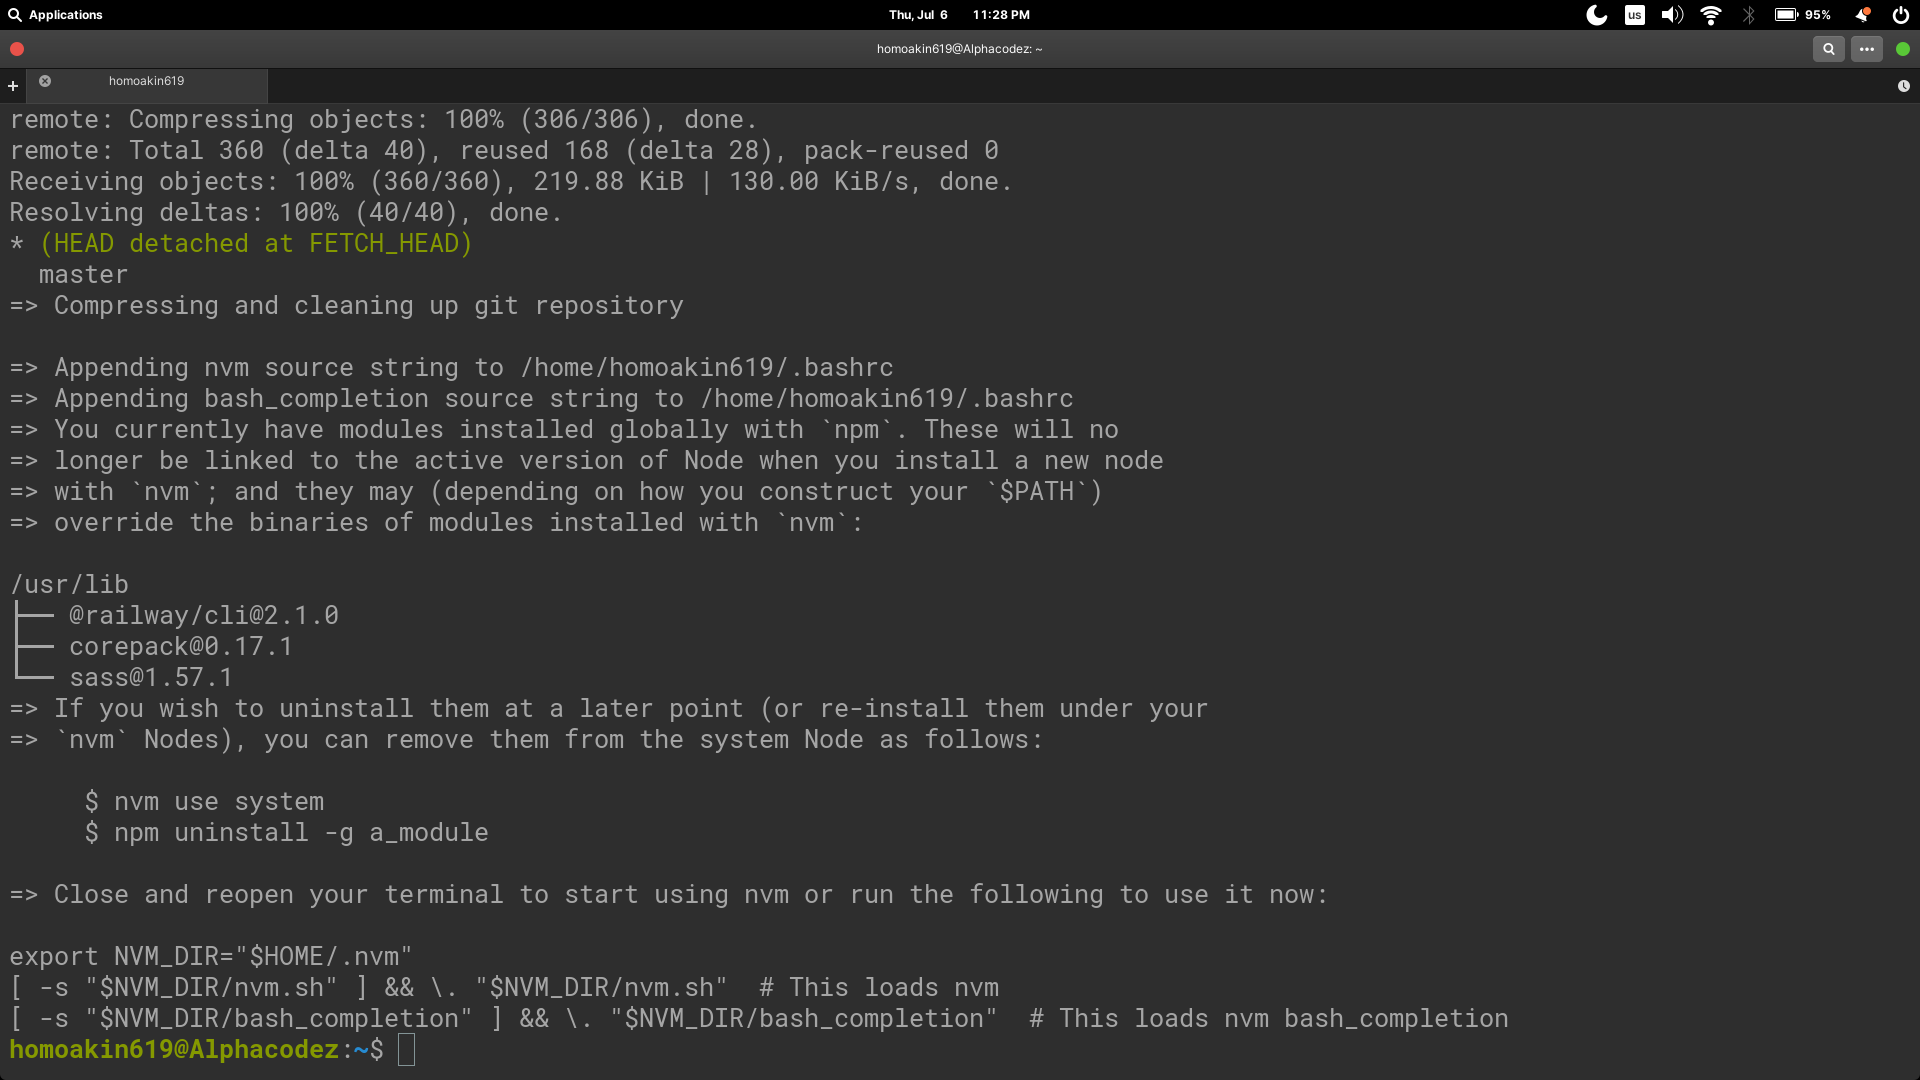 Applications
Thu, Jul 6 11:28 PM
us
95%
homoakin619@Alphacodez: ~
homoakin619
remote: Compressing objects: 100% (306/306), done.
remote: Total 360 (delta 40), reused 168 (delta 28), pack-reused 0
Receiving objects: 100% (360/360), 219.88 KiB | 130.00 KiB/s, done.
Resolving deltas: 100% (40/40), done.
* (HEAD detached at FETCH_HEAD)
  master
=> Compressing and cleaning up git repository

=> Appending nvm source string to /home/homoakin619/.bashrc
=> Appending bash_completion source string to /home/homoakin619/.bashrc
=> You currently have modules installed globally with `npm`. These will no
=> longer be linked to the active version of Node when you install a new node
=> with `nvm`; and they may (depending on how you construct your `$PATH`)
=> override the binaries of modules installed with `nvm`:

/usr/lib
├── @railway/cli@2.1.0
├── corepack@0.17.1
└── sass@1.57.1
=> If you wish to uninstall them at a later point (or re-install them under your
=> `nvm` Nodes), you can remove them from the system Node as follows:

     $ nvm use system
     $ npm uninstall -g a_module

=> Close and reopen your terminal to start using nvm or run the following to use it now:

export NVM_DIR="$HOME/.nvm"
[ -s "$NVM_DIR/nvm.sh" ] && \. "$NVM_DIR/nvm.sh"  # This loads nvm
[ -s "$NVM_DIR/bash_completion" ] && \. "$NVM_DIR/bash_completion"  # This loads nvm bash_completion
homoakin619@Alphacodez:~$